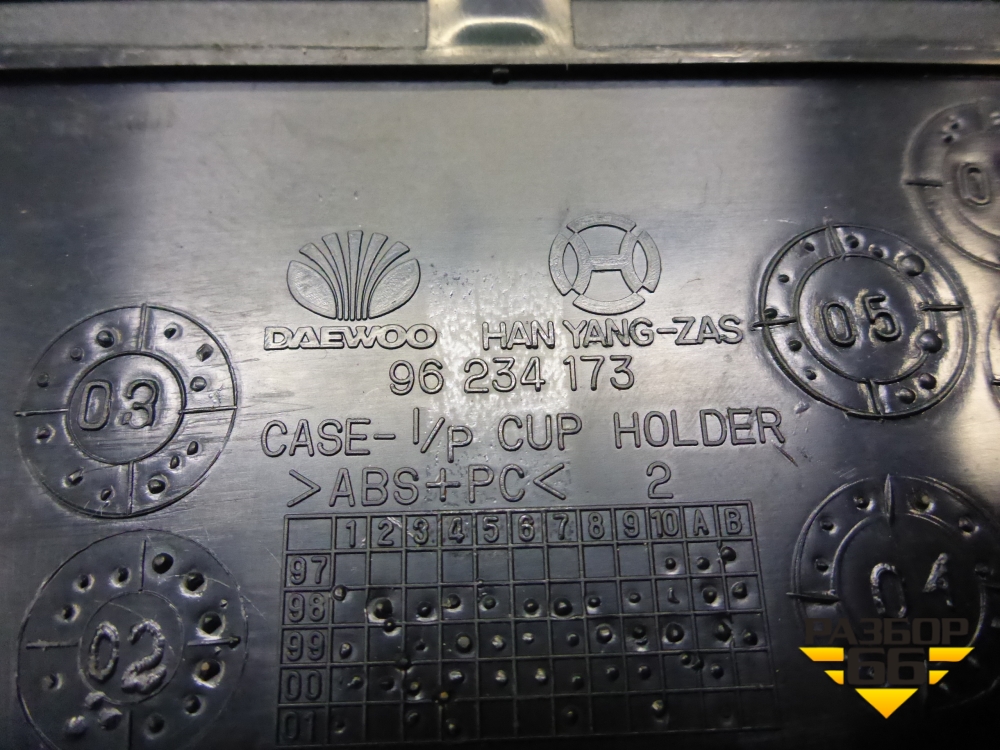 DAEWOO HAN YANG-ZAS
96 234 173
CASE- I/P CUP HOLDER
>ABS+PC< 2
1 2 3 4 5 6 7 8 9 10 A B
97
98
99
00
01
03
02
05
04
РАЗБОР
66